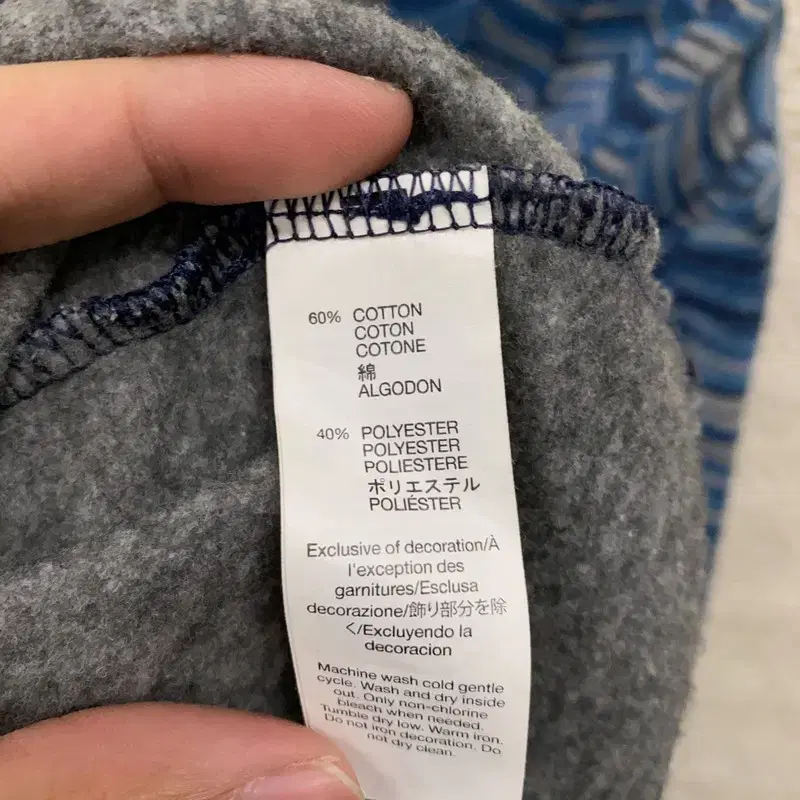 60% COTTON
COTON
COTONE
綿
ALGODON
40% POLYESTER
POLYESTER
POLIESTERE
ポリエステル
POLIÉSTER
Exclusive of decoration/À
l'exception des
garnitures/Esclusa
decorazione/飾り部分を除
く/Excluyendo la
decoracion
Machine wash cold gentle
cycle. Wash and dry inside
out. Only non-chlorine
bleach when needed.
Tumble dry low. Warm iron.
Do not iron decoration. Do
not dry clean.